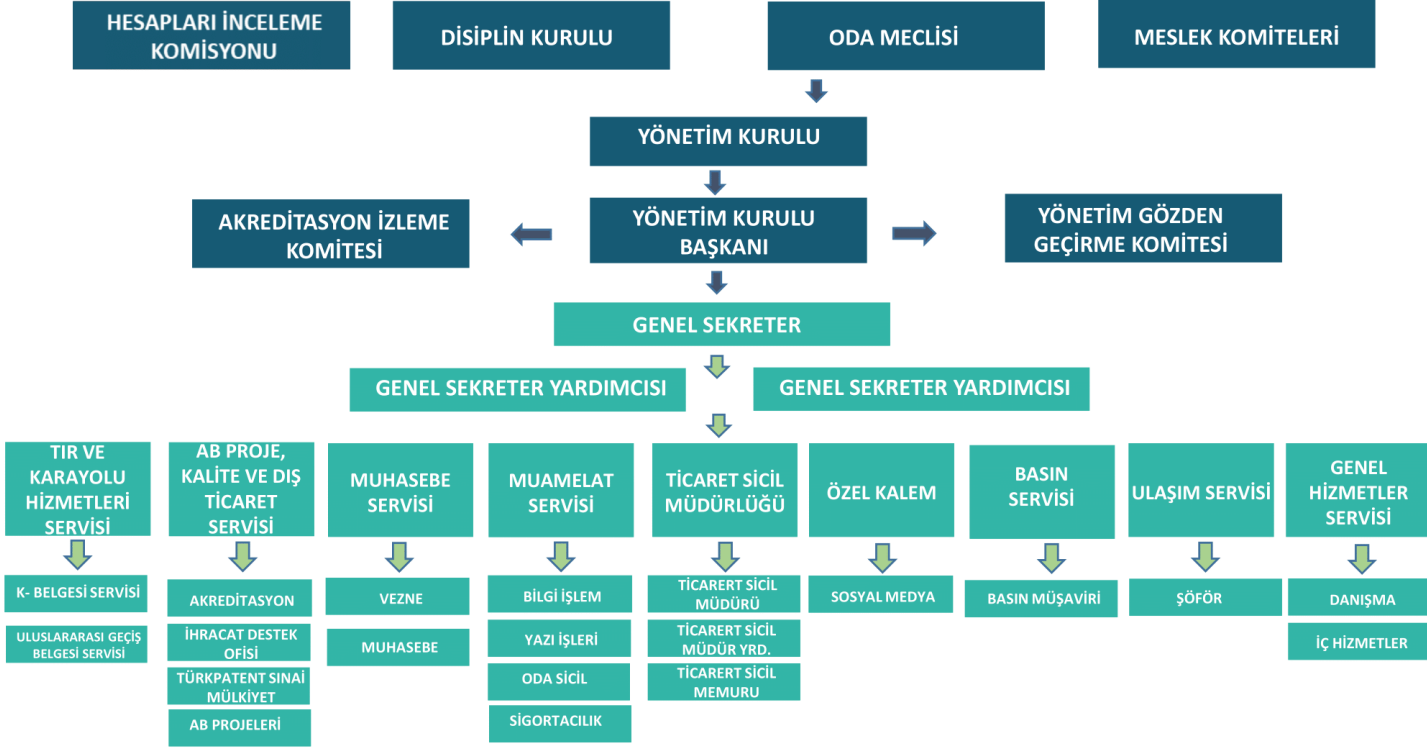 HESAPLARI İNCELEME
KOMİSYONU
DİSİPLİN KURULU
ODA MECLİSİ
MESLEK KOMİTELERİ
YÖNETİM KURULU
AKREDİTASYON İZLEME
KOMİTESİ
YÖNETİM KURULU
BAŞKANI
YÖNETİM GÖZDEN
GEÇİRME KOMİTESİ
GENEL SEKRETER
GENEL SEKRETER YARDIMCISI
GENEL SEKRETER YARDIMCISI
TIR VE
KARAYOLU
HİZMETLERİ
SERVİSİ
AB PROJE,
KALİTE VE DIŞ
TİCARET
SERVİSİ
MUHASEBE
SERVİSİ
MUAMELAT
SERVİSİ
TİCARET SİCİL
MÜDÜRLÜĞÜ
ÖZEL KALEM
BASIN
SERVİSİ
ULAŞIM SERVİSİ
GENEL
HİZMETLER
SERVİSİ
K- BELGESİ SERVİSİ
ULUSLARARASI GEÇİŞ
BELGESİ SERVİSİ
AKREDİTASYON
İHRACAT DESTEK
OFİSİ
TÜRKPATENT SINAİ
MÜLKİYET
AB PROJELERİ
VEZNE
MUHASEBE
BİLGİ İŞLEM
YAZI İŞLERİ
ODA SİCİL
SİGORTACILIK
TİCARERT SİCİL
MÜDÜRÜ
TİCARERT SİCİL
MÜDÜR YRD.
TİCARERT SİCİL
MEMURU
SOSYAL MEDYA
BASIN MÜŞAVİRİ
ŞÖFÖR
DANIŞMA
İÇ HİZMETLER